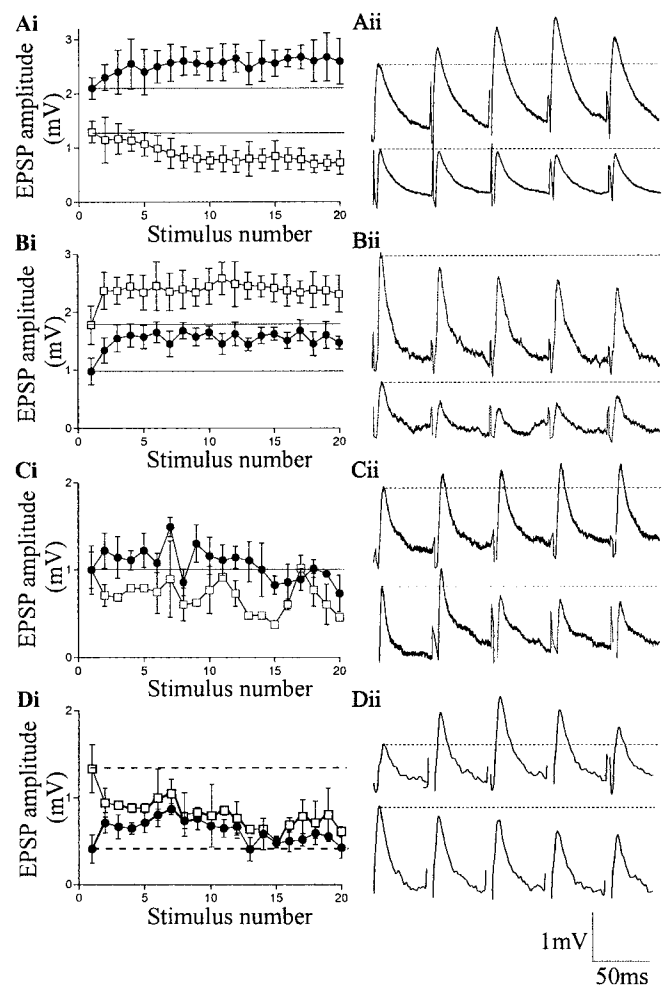 Ai
EPSP amplitude
(mV)
3
2
1
0
0 5 10 15 20
Stimulus number
Aii
Bi
EPSP amplitude
(mV)
3
2
1
0
0 5 10 15 20
Stimulus number
Bii
Ci
EPSP amplitude
(mV)
2
1
0
0 5 10 15 20
Stimulus number
Cii
Di
EPSP amplitude
(mV)
2
1
0
0 5 10 15 20
Stimulus number
Dii
1mV
50ms